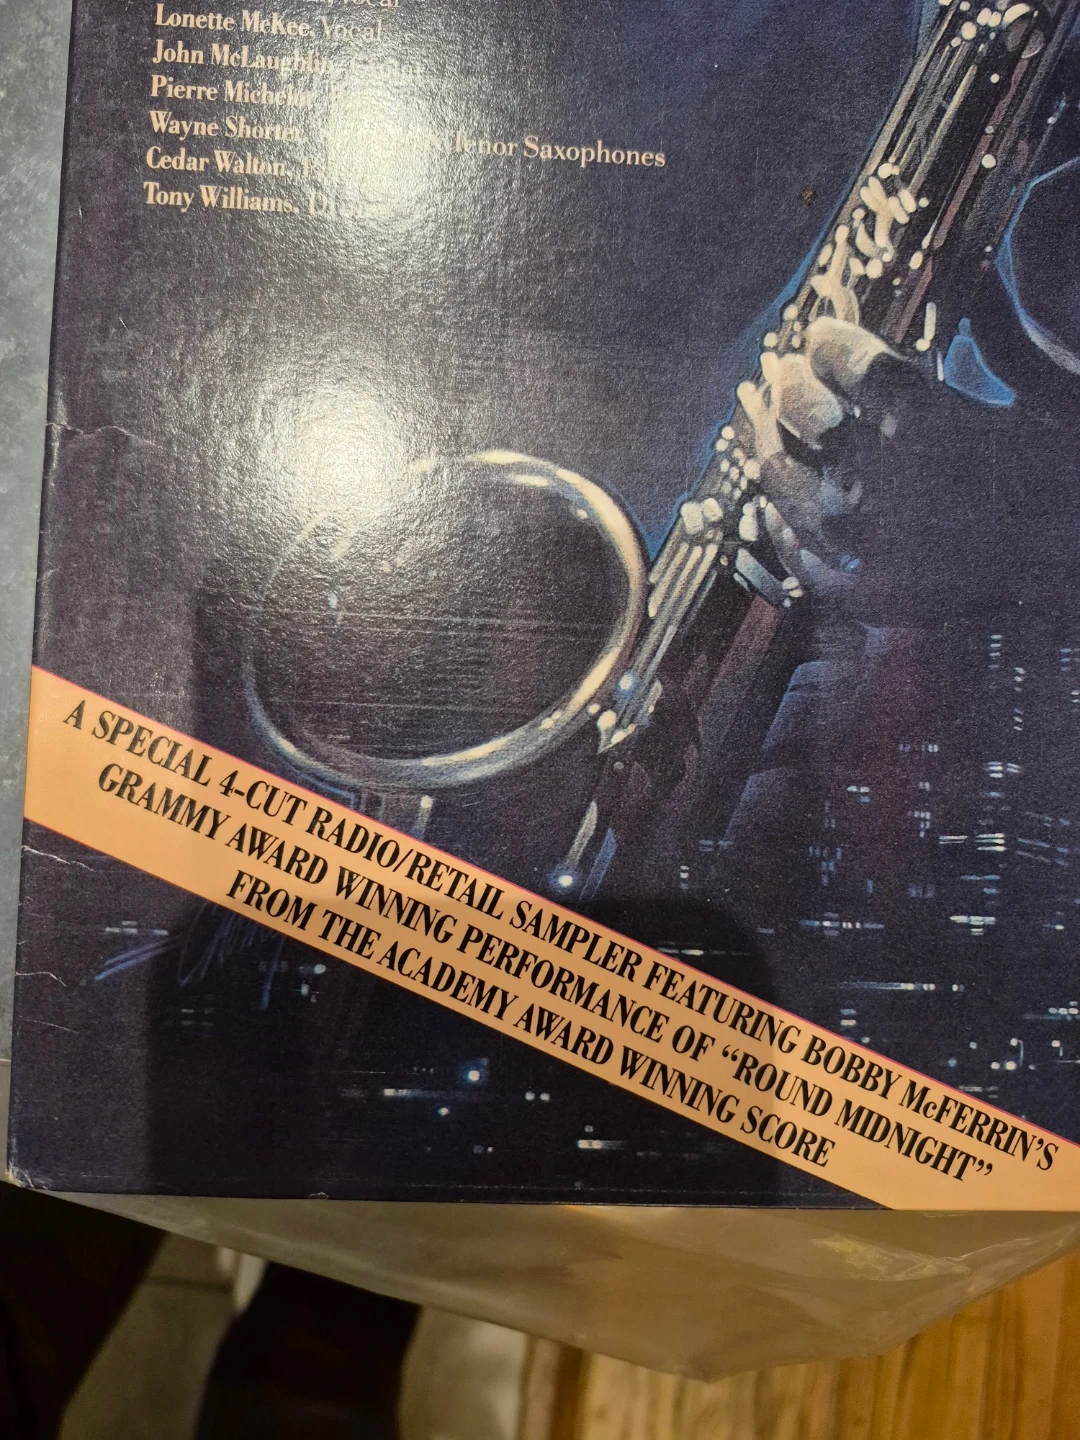 Vocal
Lonette McKee, Vocal
John McLaughlin,
Pierre Michelot,
Wayne Shorter, Tenor Saxophones
Cedar Walton,
Tony Williams,
A SPECIAL 4-CUT RADIO/RETAIL SAMPLER FEATURING BOBBY McFERRIN'S
GRAMMY AWARD WINNING PERFORMANCE OF “ROUND MIDNIGHT”
FROM THE ACADEMY AWARD WINNING SCORE